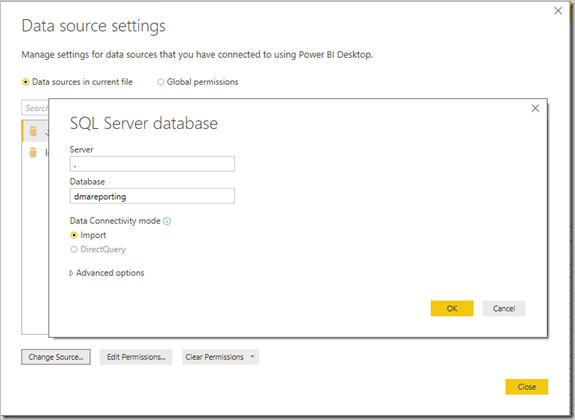 Data source settings
Manage settings for data sources that you have connected to using Power BI Desktop.
Data sources in current file
Global permissions
Search
SQL Server database
Server
.
Database
dmareporting
Data Connectivity mode
Import
DirectQuery
Advanced options
OK
Cancel
Change Source...
Edit Permissions...
Clear Permissions
Close